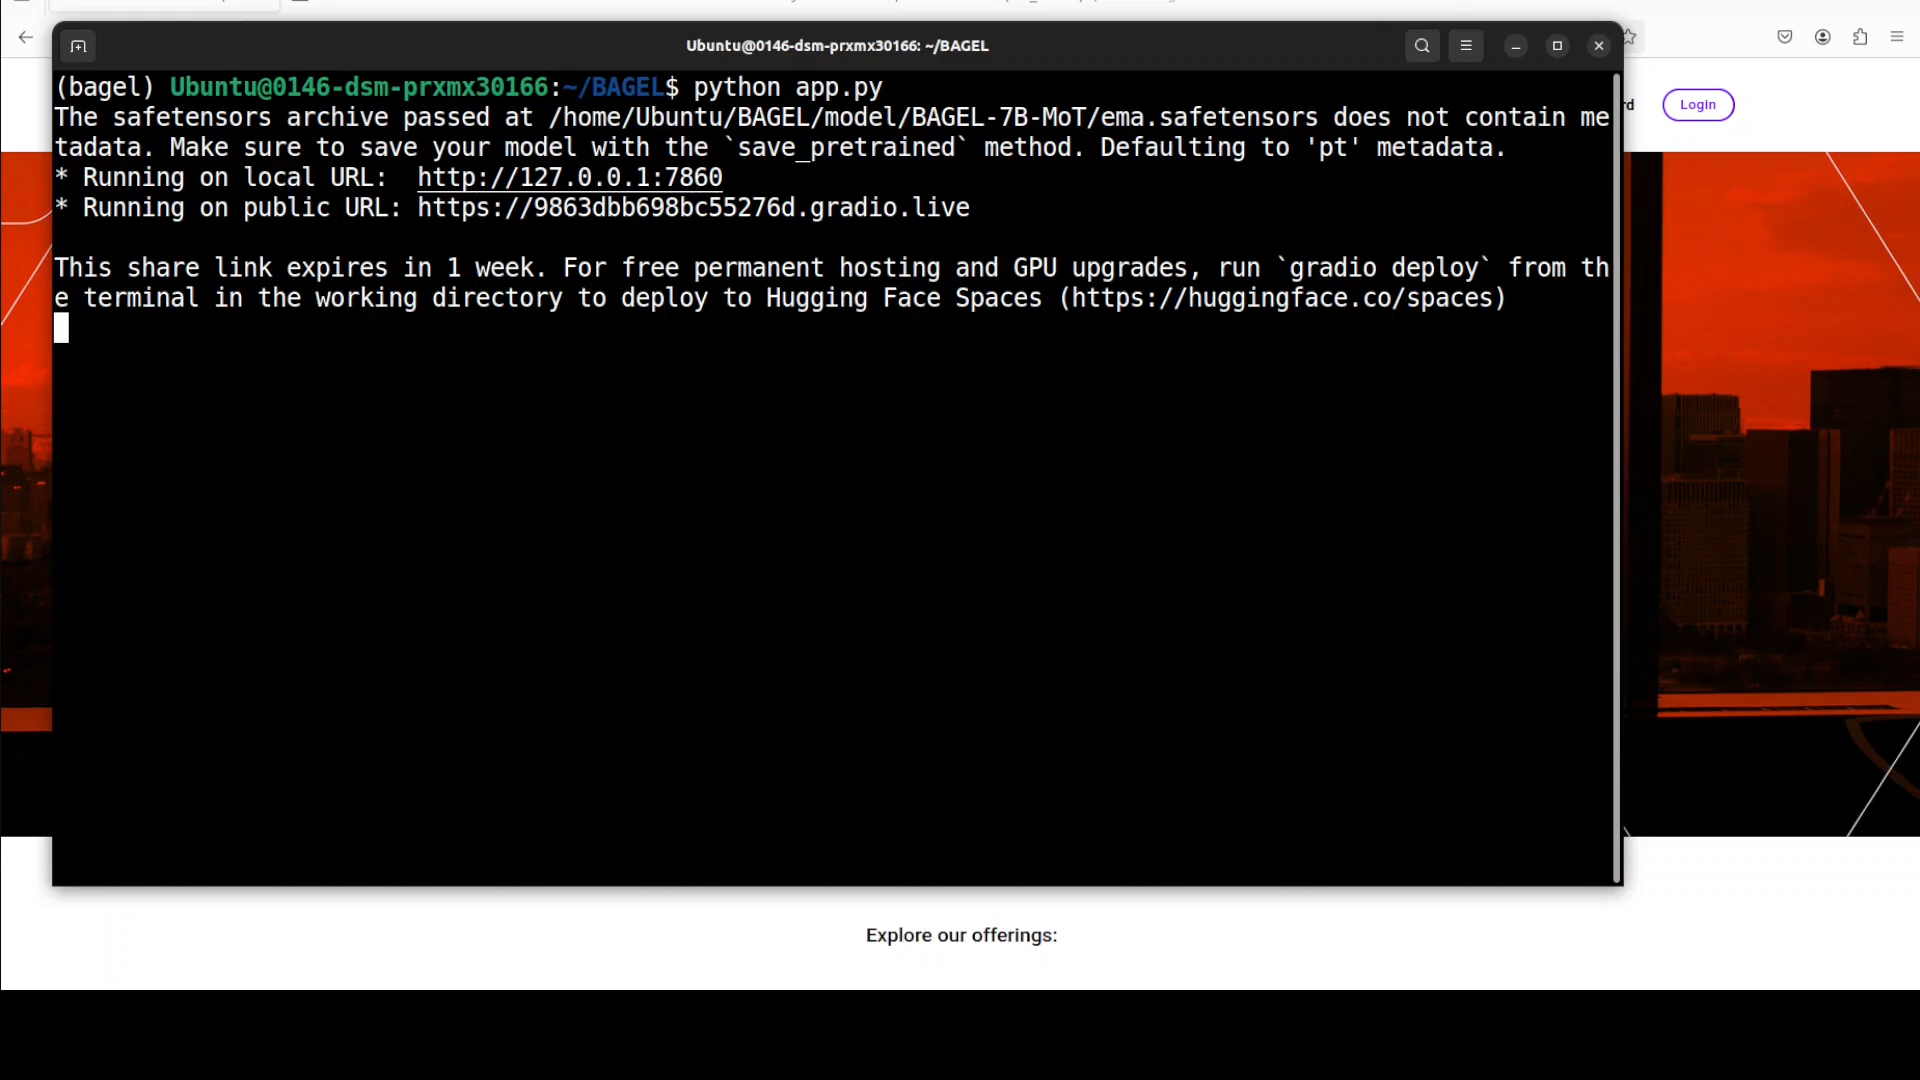 Ubuntu@0146-dsm-prxmx30166: ~/BAGEL
(bagel) Ubuntu@0146-dsm-prxmx30166:~/BAGEL$ python app.py
The safetensors archive passed at /home/Ubuntu/BAGEL/model/BAGEL-7B-MoT/ema.safetensors does not contain me
tadata. Make sure to save your model with the `save_pretrained` method. Defaulting to 'pt' metadata.
* Running on local URL:  http://127.0.0.1:7860
* Running on public URL: https://9863dbb698bc55276d.gradio.live
This share link expires in 1 week. For free permanent hosting and GPU upgrades, run `gradio deploy` from th
e terminal in the working directory to deploy to Hugging Face Spaces (https://huggingface.co/spaces)
rd
Login
Explore our offerings: